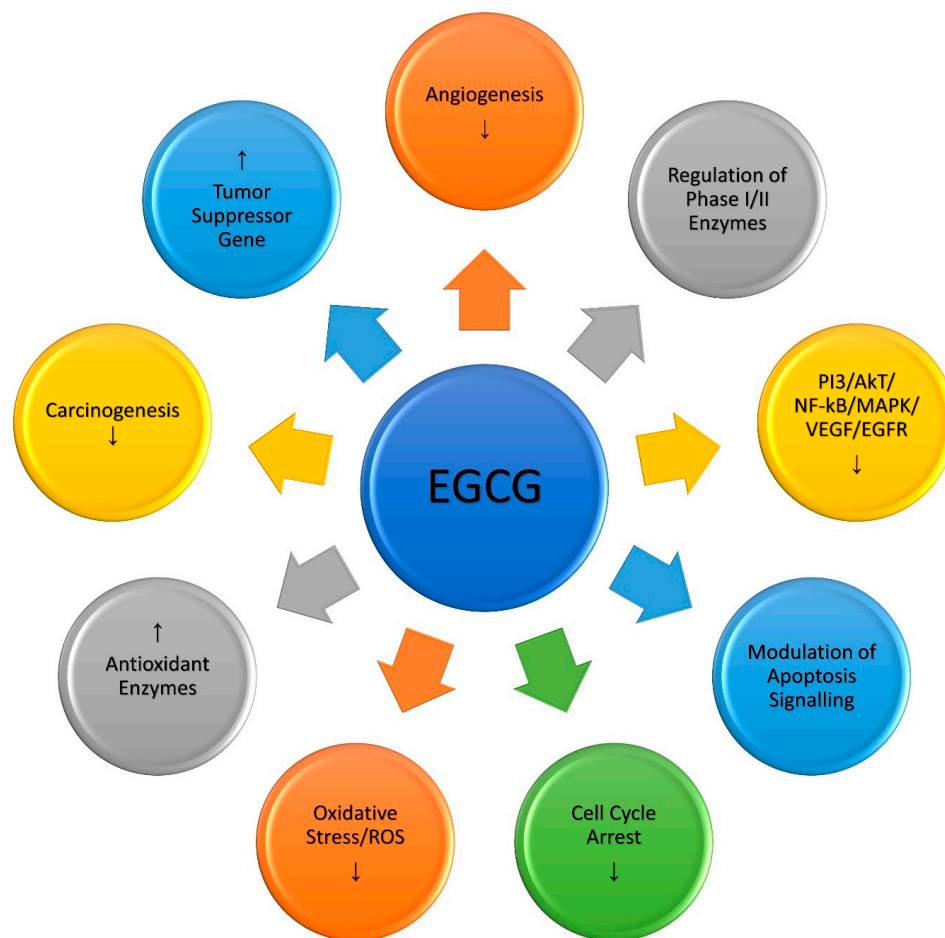 Angiogenesis
↓
Regulation of
Phase I/II
Enzymes
PI3/AkT/
NF-kB/MAPK/
VEGF/EGFR
↓
Modulation of
Apoptosis
Signalling
Cell Cycle
Arrest
↓
Oxidative
Stress/ROS
↓
↑
Antioxidant
Enzymes
Carcinogenesis
↓
↑
Tumor
Suppressor
Gene
EGCG